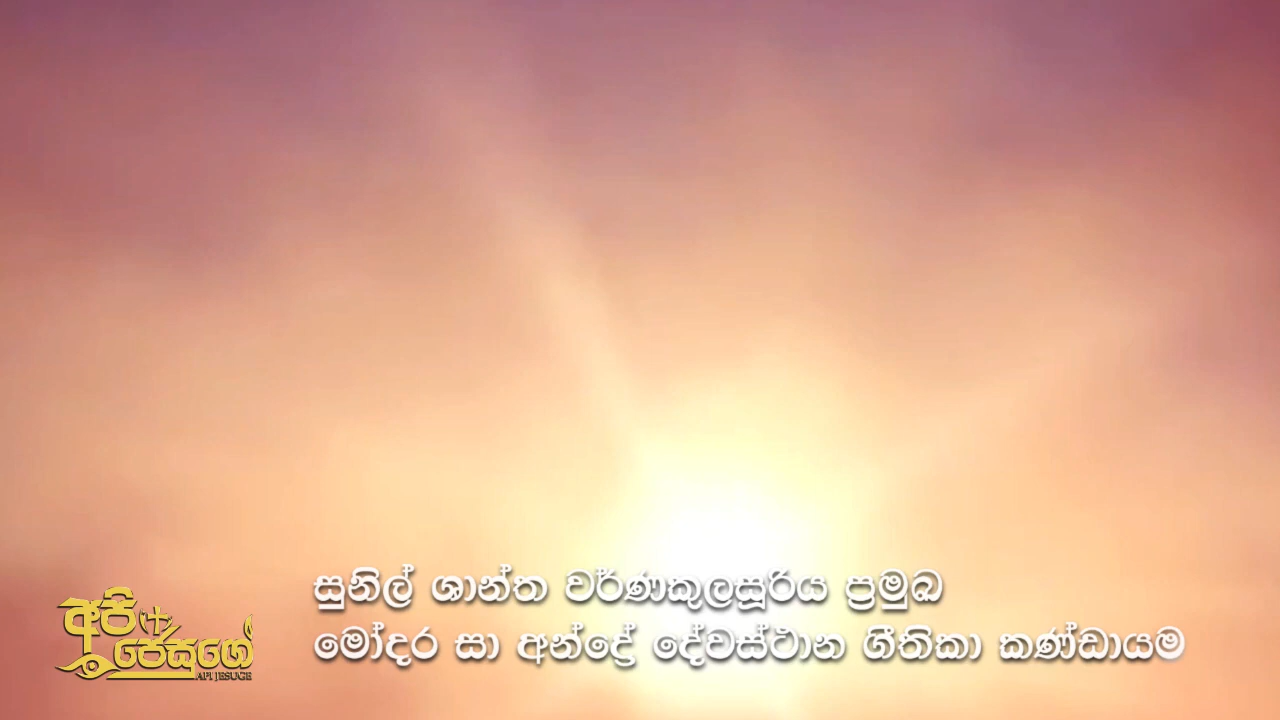 සුනිල් ශාන්ත වර්ණකුලසූරිය ප්‍රමුඛ
මෝදර සා අන්ද්‍රේ දේවස්ථාන ගීතිකා කණ්ඩායම
අපි
ජේසුගේ
API JESUGE